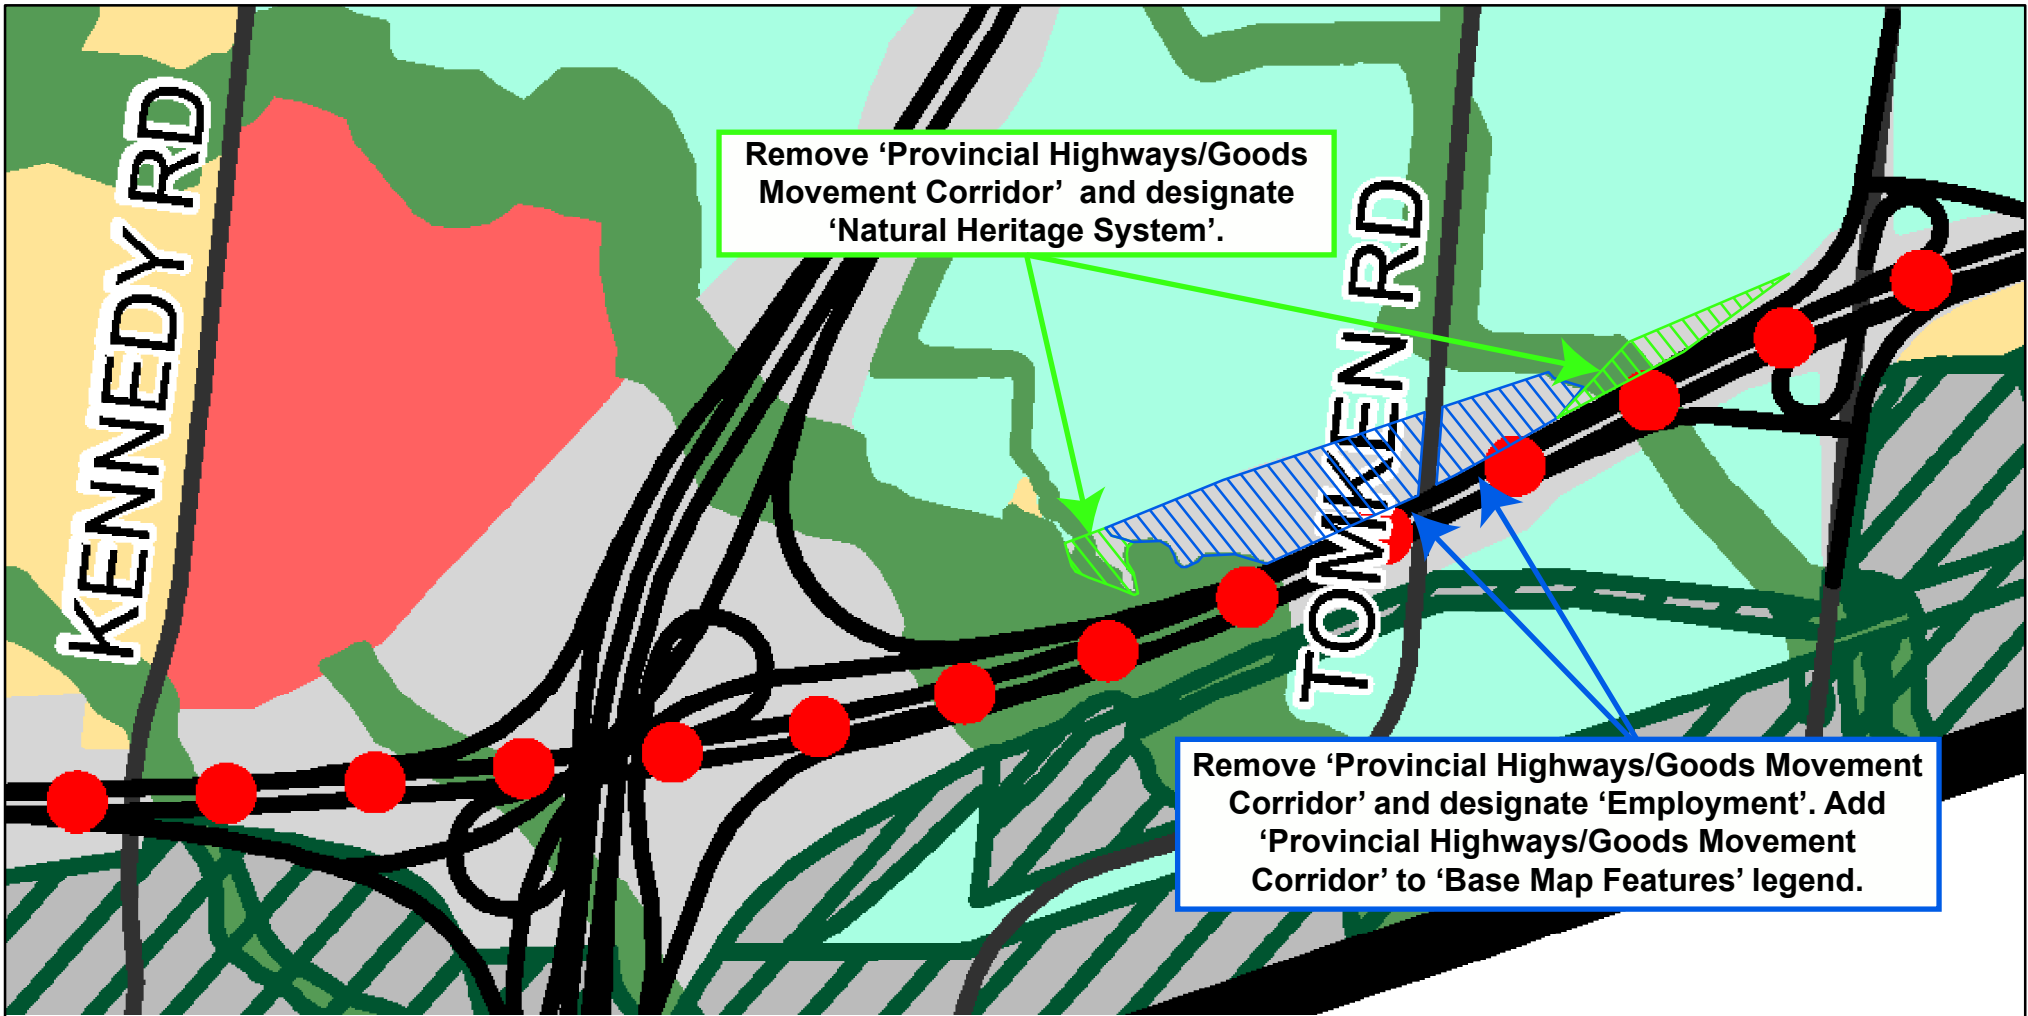 KENNEDY RD
Remove ‘Provincial Highways/Goods
Movement Corridor’ and designate
‘Natural Heritage System’.
TOMKEN RD
Remove ‘Provincial Highways/Goods Movement
Corridor’ and designate ‘Employment’. Add
‘Provincial Highways/Goods Movement
Corridor’ to ‘Base Map Features’ legend.